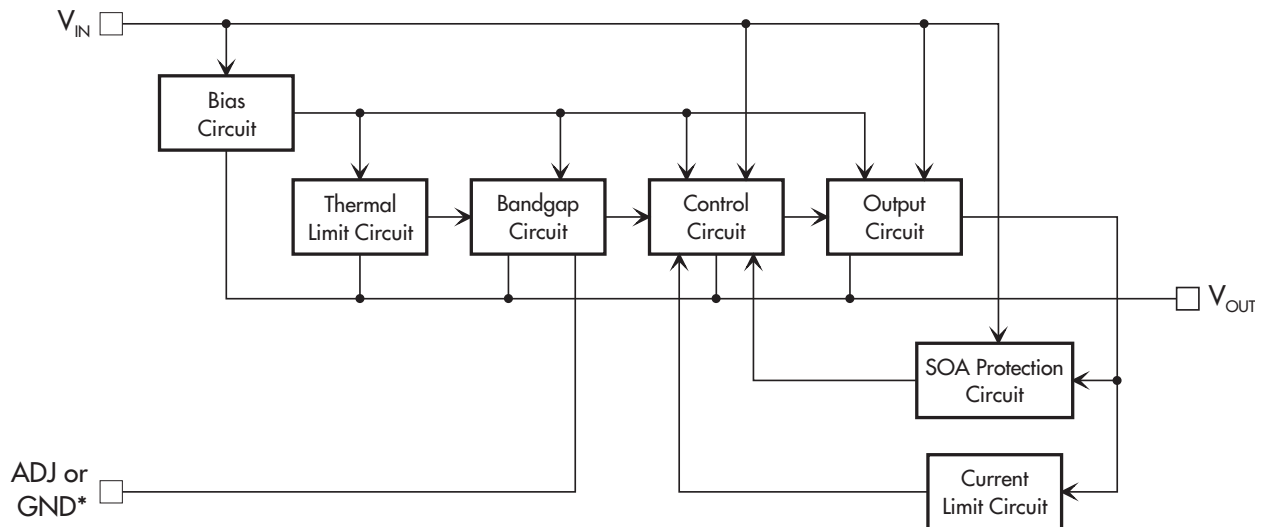 V_IN
Bias
Circuit
Thermal
Limit Circuit
Bandgap
Circuit
Control
Circuit
Output
Circuit
V_OUT
SOA Protection
Circuit
ADJ or
GND*
Current
Limit Circuit